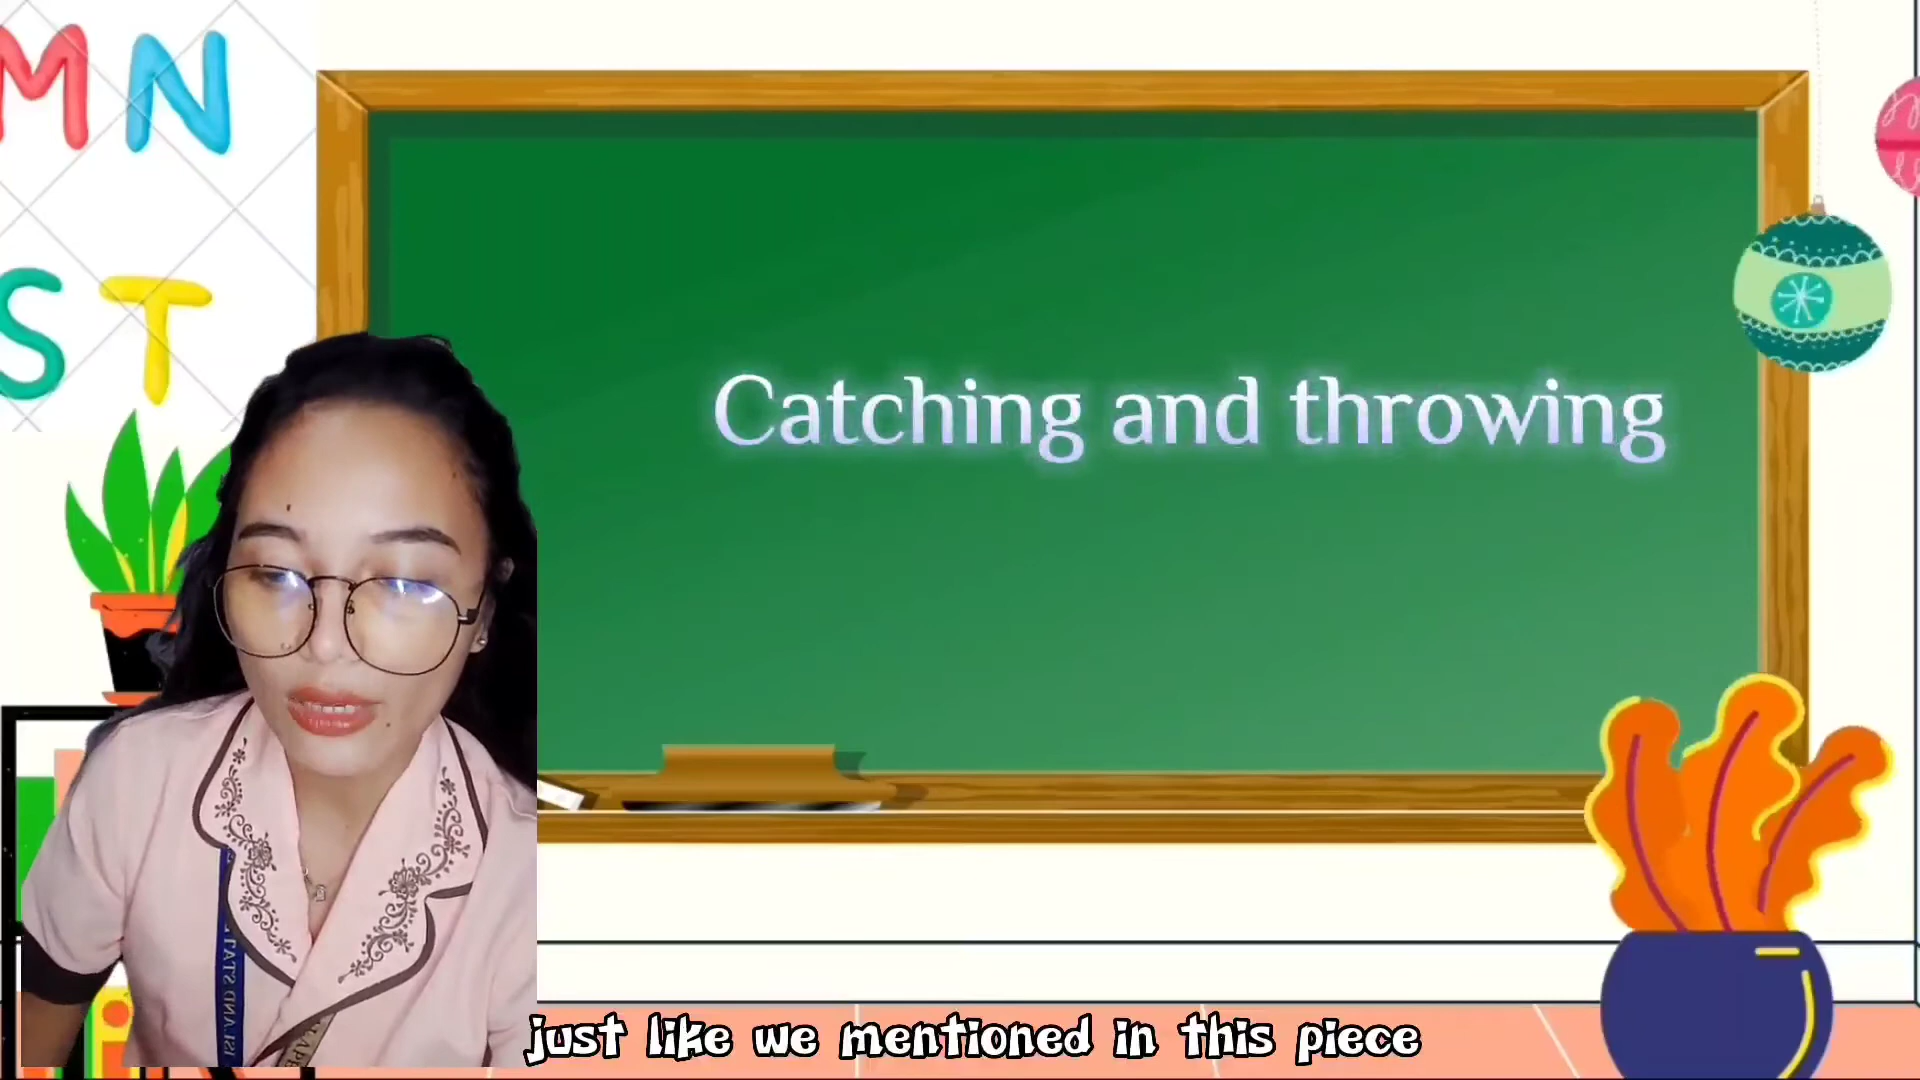 M N
S T
Catching and throwing
just like we mentioned in this piece